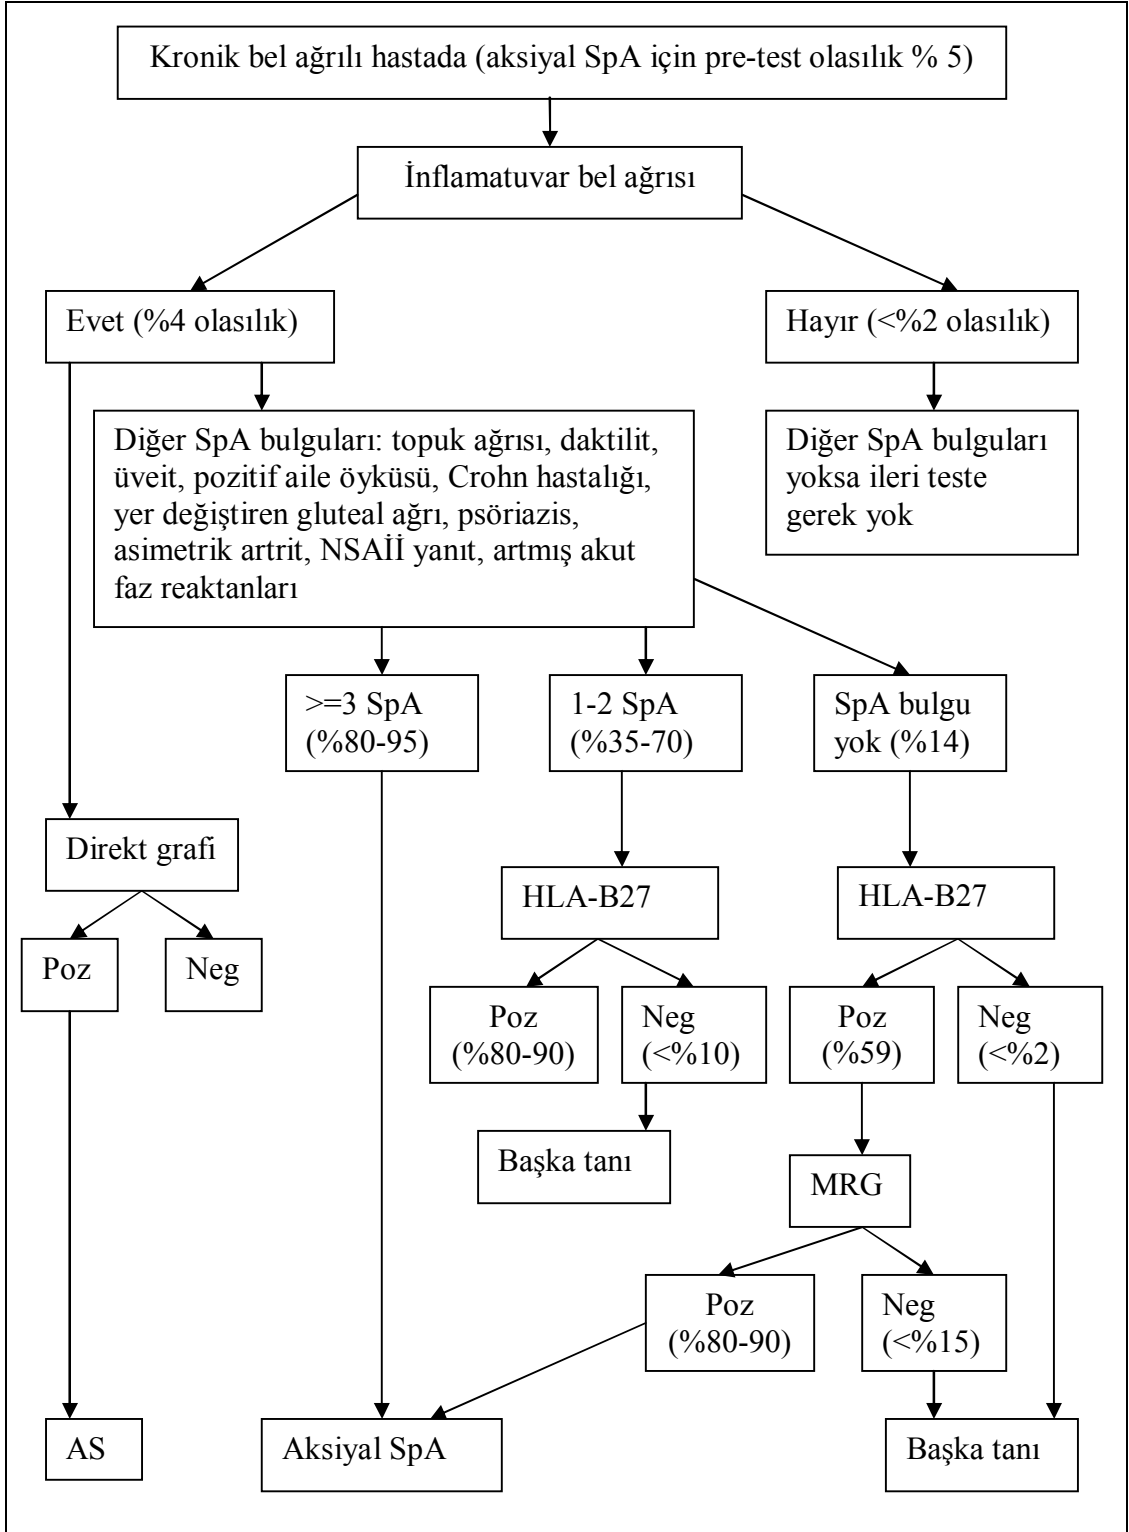 Kronik bel ağrılı hastada (aksiyal SpA için pre-test olasılık % 5)
İnflamatuvar bel ağrısı
Evet (%4 olasılık)
Hayır (<%2 olasılık)
Diğer SpA bulguları: topuk ağrısı, daktilit,
üveit, pozitif aile öyküsü, Crohn hastalığı,
yer değiştiren gluteal ağrı, psöriazis,
asimetrik artrit, NSAİİ yanıt, artmış akut
faz reaktanları
Diğer SpA bulguları
yoksa ileri teste
gerek yok
>=3 SpA
(%80-95)
1-2 SpA
(%35-70)
SpA bulgu
yok (%14)
Direkt grafi
HLA-B27
HLA-B27
Poz
Neg
Poz
(%80-90)
Neg
(<%10)
Poz
(%59)
Neg
(<%2)
Başka tanı
MRG
Poz
(%80-90)
Neg
(<%15)
AS
Aksiyal SpA
Başka tanı